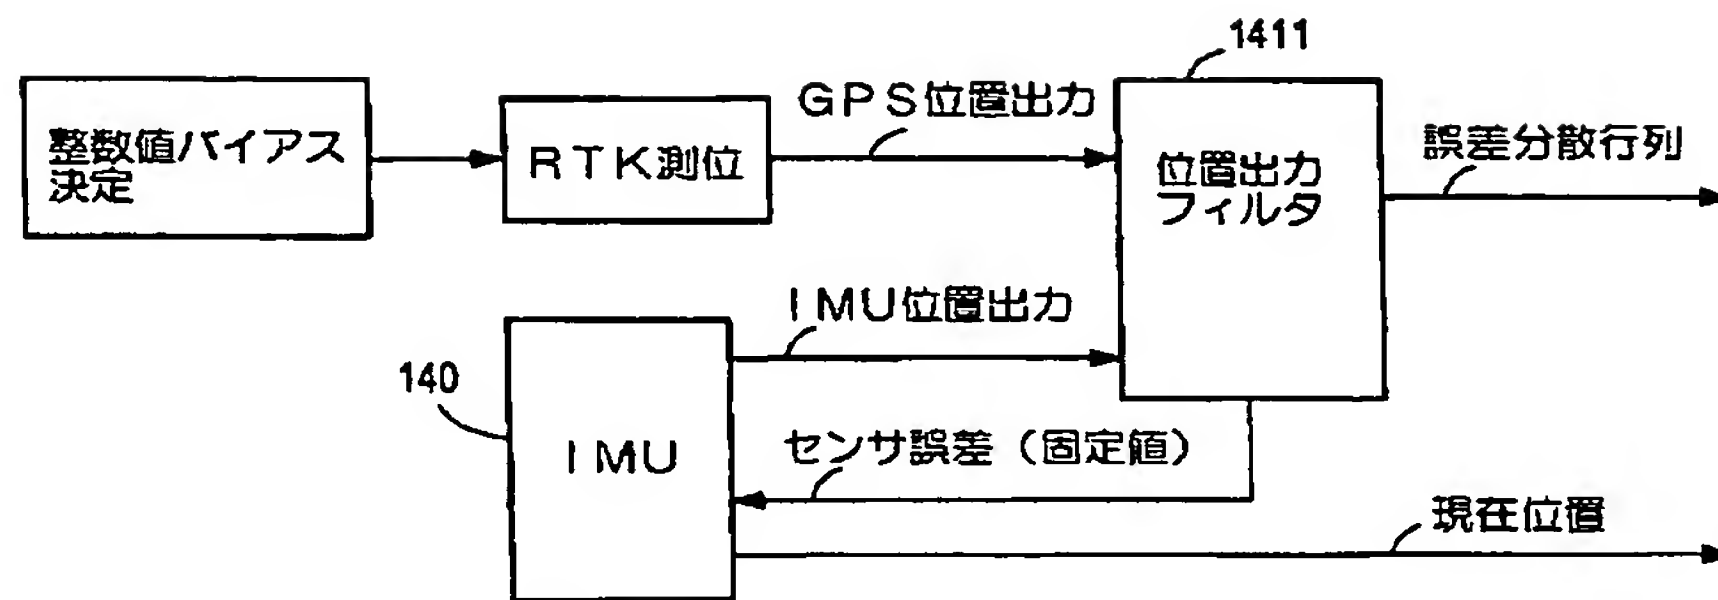 1411
整数値バイアス
決定
RTK測位
GPS位置出力
位置出力
フィルタ
誤差分散行列
IMU位置出力
140
IMU
センサ誤差(固定値)
現在位置